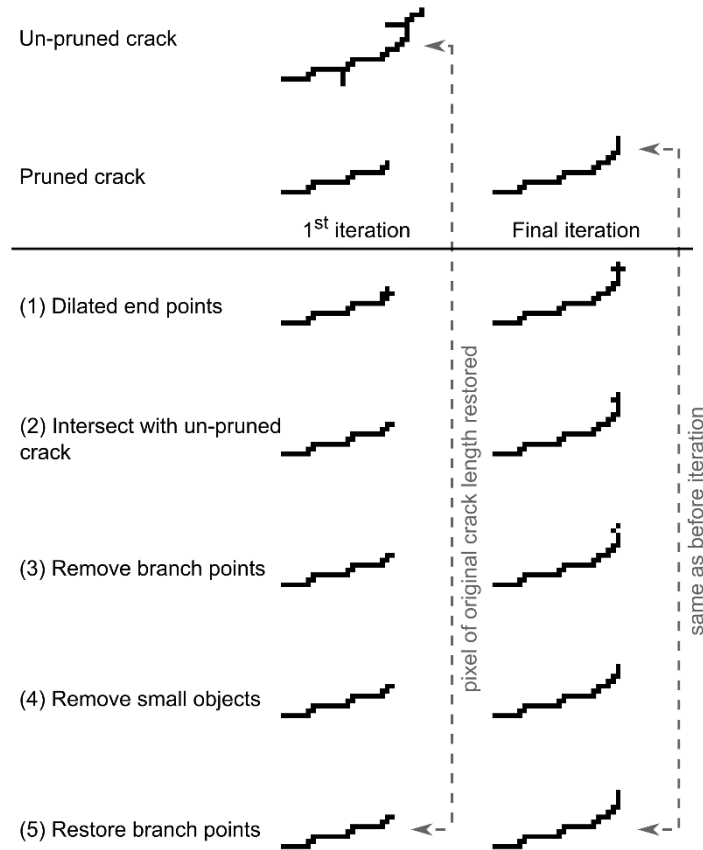 Un-pruned crack
Pruned crack
1st iteration
Final iteration
(1) Dilated end points
(2) Intersect with un-pruned
crack
(3) Remove branch points
(4) Remove small objects
(5) Restore branch points
pixel of original crack length restored
same as before iteration